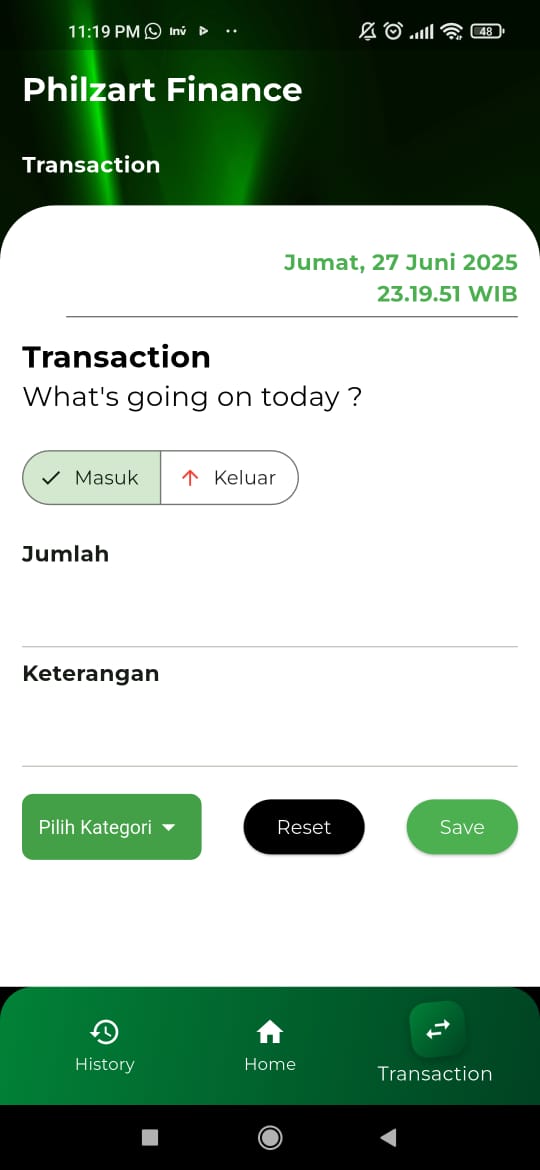 11:19 PM Inv
48
Philzart Finance
Transaction
Jumat, 27 Juni 2025
23.19.51 WIB
Transaction
What's going on today ?
Masuk Keluar
Jumlah
Keterangan
Pilih Kategori Reset Save
History Home Transaction